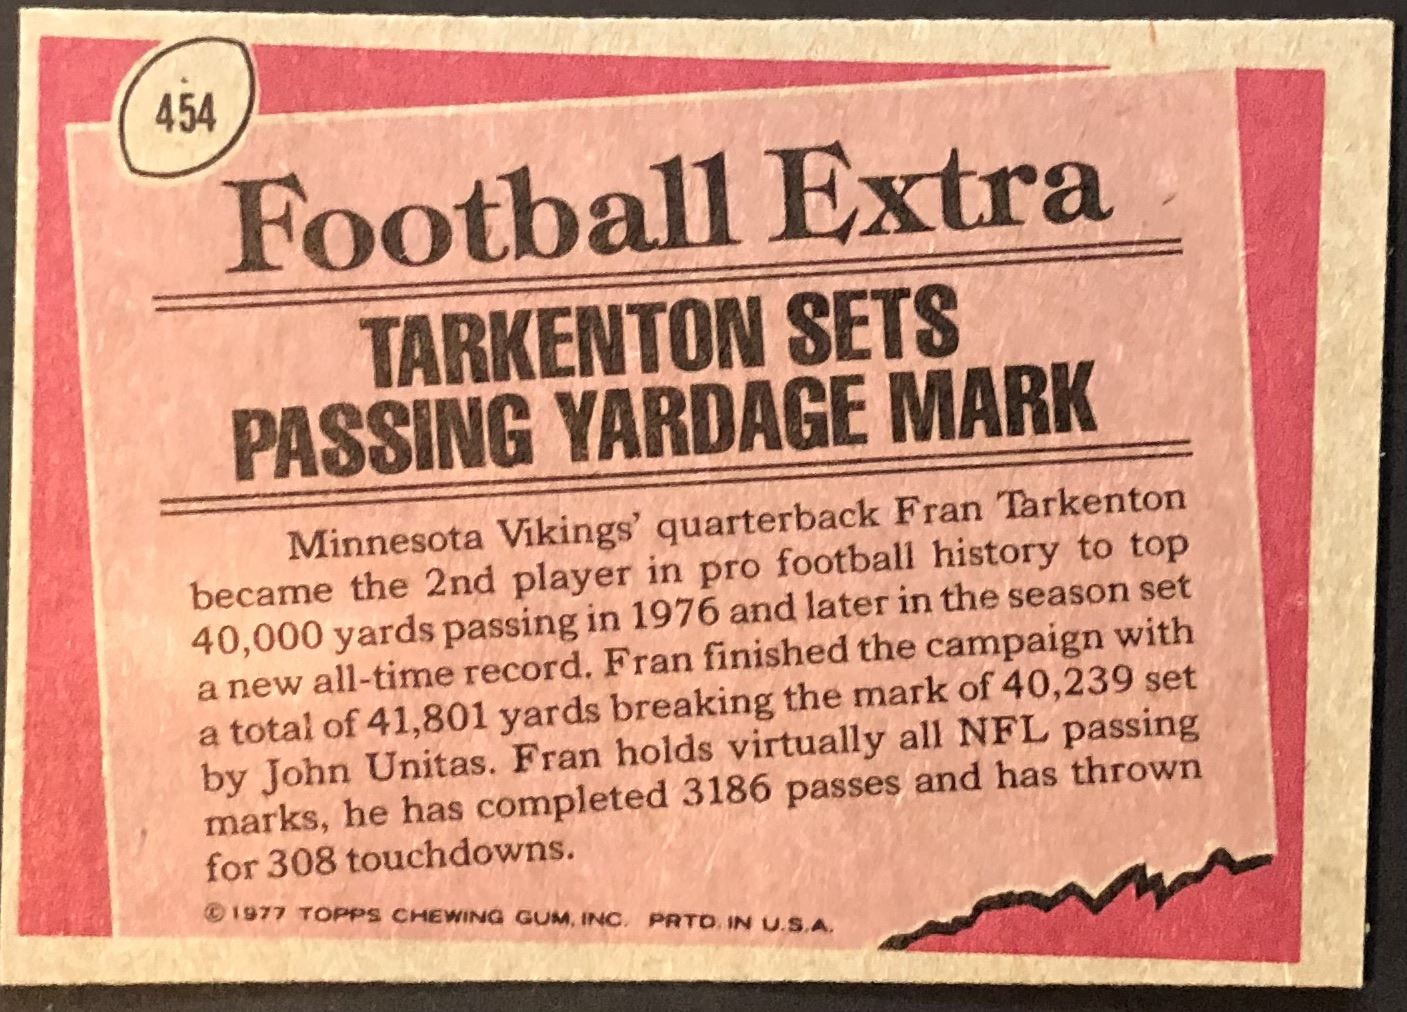 454
Football Extra
TARKENTON SETS
PASSING YARDAGE MARK
Minnesota Vikings' quarterback Fran Tarkenton
became the 2nd player in pro football history to top
40,000 yards passing in 1976 and later in the season set
a new all-time record. Fran finished the campaign with
a total of 41,801 yards breaking the mark of 40,239 set
by John Unitas. Fran holds virtually all NFL passing
marks, he has completed 3186 passes and has thrown
for 308 touchdowns.
© 1977 TOPPS CHEWING GUM, INC. PRTD. IN U.S.A.